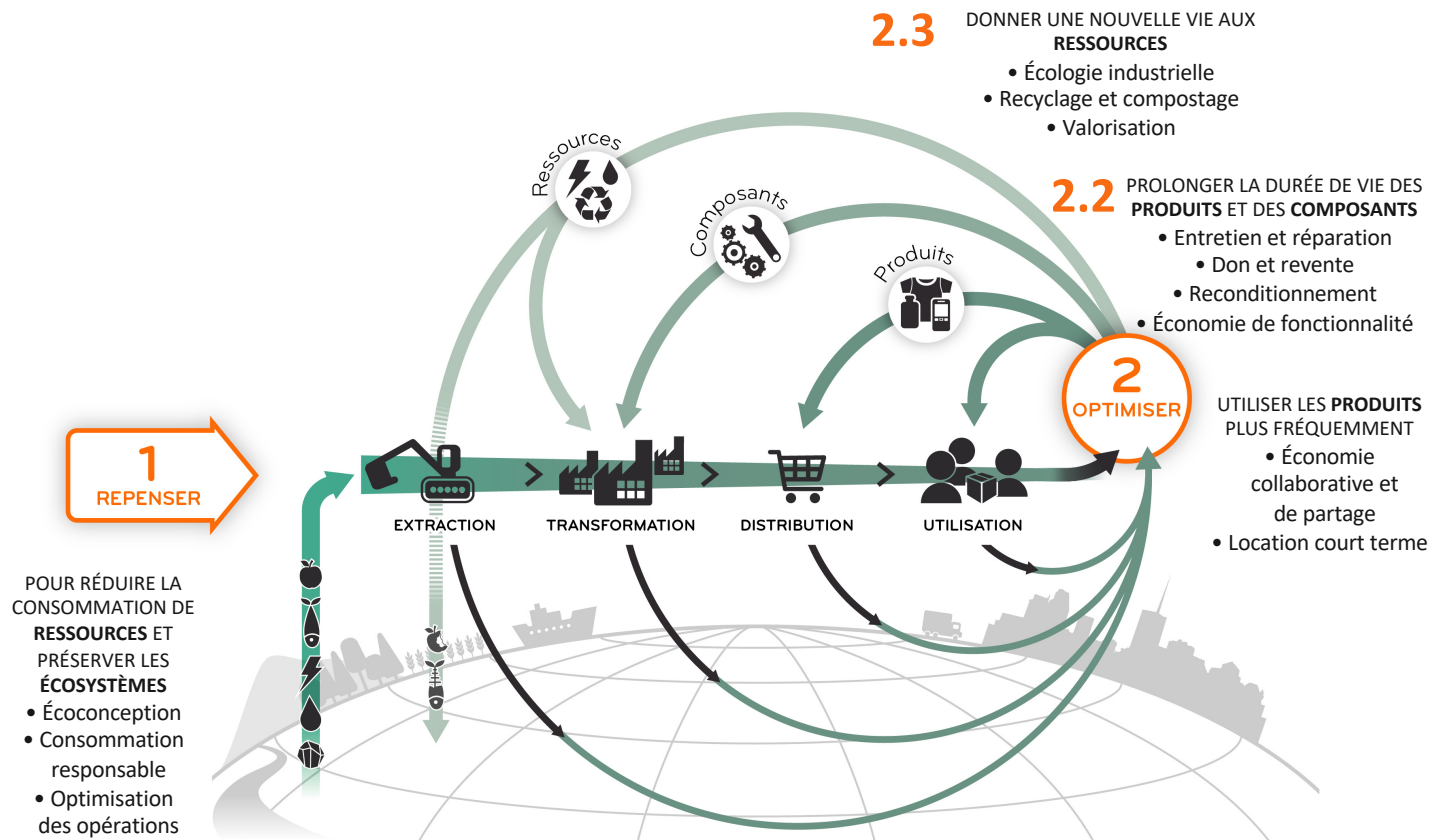 2.3
DONNER UNE NOUVELLE VIE AUX
RESSOURCES
• Écologie industrielle
• Recyclage et compostage
• Valorisation
Ressources
2.2
PROLONGER LA DURÉE DE VIE DES
PRODUITS ET DES COMPOSANTS
• Entretien et réparation
• Don et revente
• Reconditionnement
• Économie de fonctionnalité
Composants
Produits
2
OPTIMISER
UTILISER LES PRODUITS
PLUS FRÉQUEMMENT
• Économie
collaborative et
de partage
• Location court terme
1
REPENSER
EXTRACTION
TRANSFORMATION
DISTRIBUTION
UTILISATION
POUR RÉDUIRE LA
CONSOMMATION DE
RESSOURCES ET
PRÉSERVER LES
ÉCOSYSTÈMES
• Écoconception
• Consommation
responsable
• Optimisation
des opérations